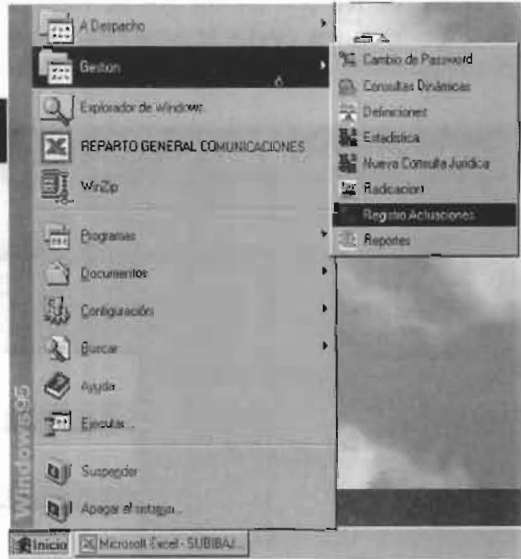 A Despacho
Gestion
Explorador de Windows
REPARTO GENERAL COMUNICACIONES
WinZip
Programas
Documentos
Configuración
Buscar
Ayuda
Ejecutar...
Suspender
Apagar el sistema...
Windows95
Inicio
Microsoft Excel - SUBIBAJ...
Cambio de Password
Consultas Dinámicas
Definiciones
Estadística
Nueva Consulta Jurídica
Radicacion
Registro Actuaciones
Reportes